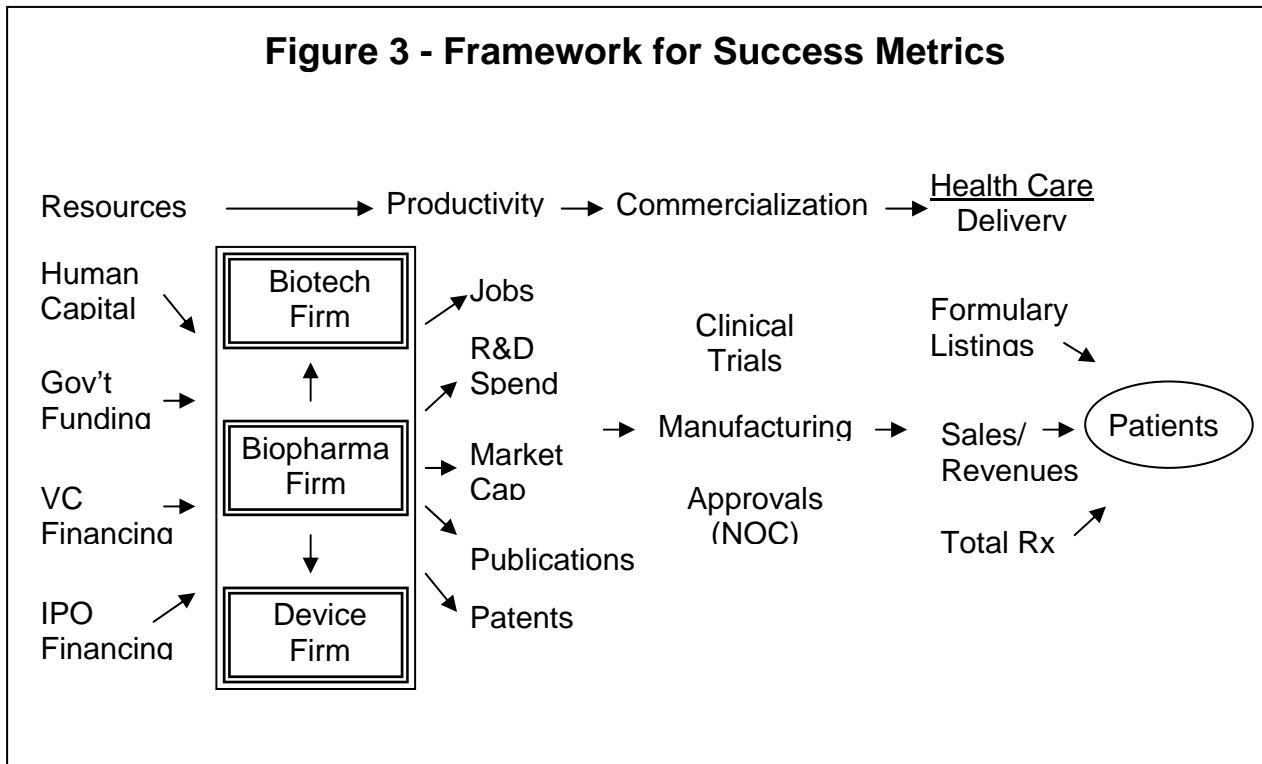 Figure 3 - Framework for Success Metrics
Resources
Productivity
Commercialization
Health Care
Delivery
Human
Capital
Gov't
Funding
VC
Financing
IPO
Financing
Biotech
Firm
Biopharma
Firm
Device
Firm
Jobs
R&D
Spend
Market
Cap
Publications
Patents
Clinical
Trials
Manufacturing
Approvals
(NOC)
Formulary
Listings
Sales/
Revenues
Total Rx
Patients